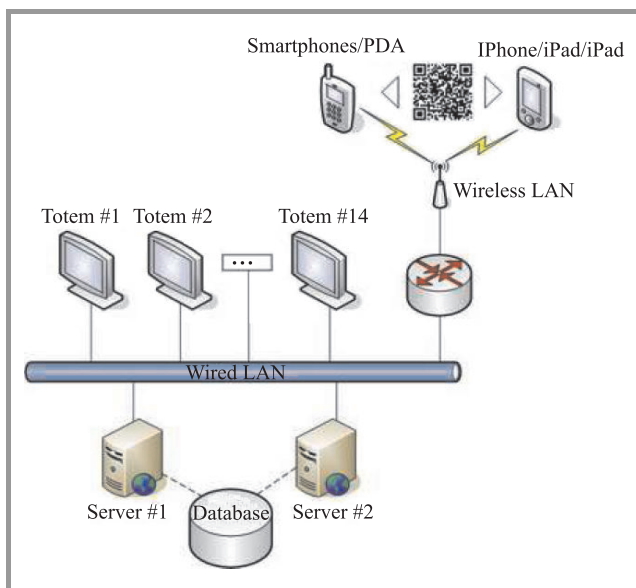 Smartphones/PDA
IPhone/iPad/iPad
Wireless LAN
Totem #1
Totem #2
Totem #14
Wired LAN
Server #1
Database
Server #2